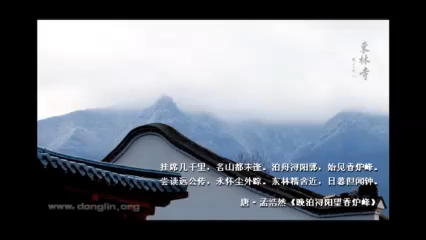 東林寺
挂席几千里，名山都未逢。泊舟浔阳郭，始见香炉峰。
尝读远公传，永怀尘外踪。东林精舍近，日暮但闻钟。
唐·孟浩然《晚泊浔阳望香炉峰》
www.donglin.org